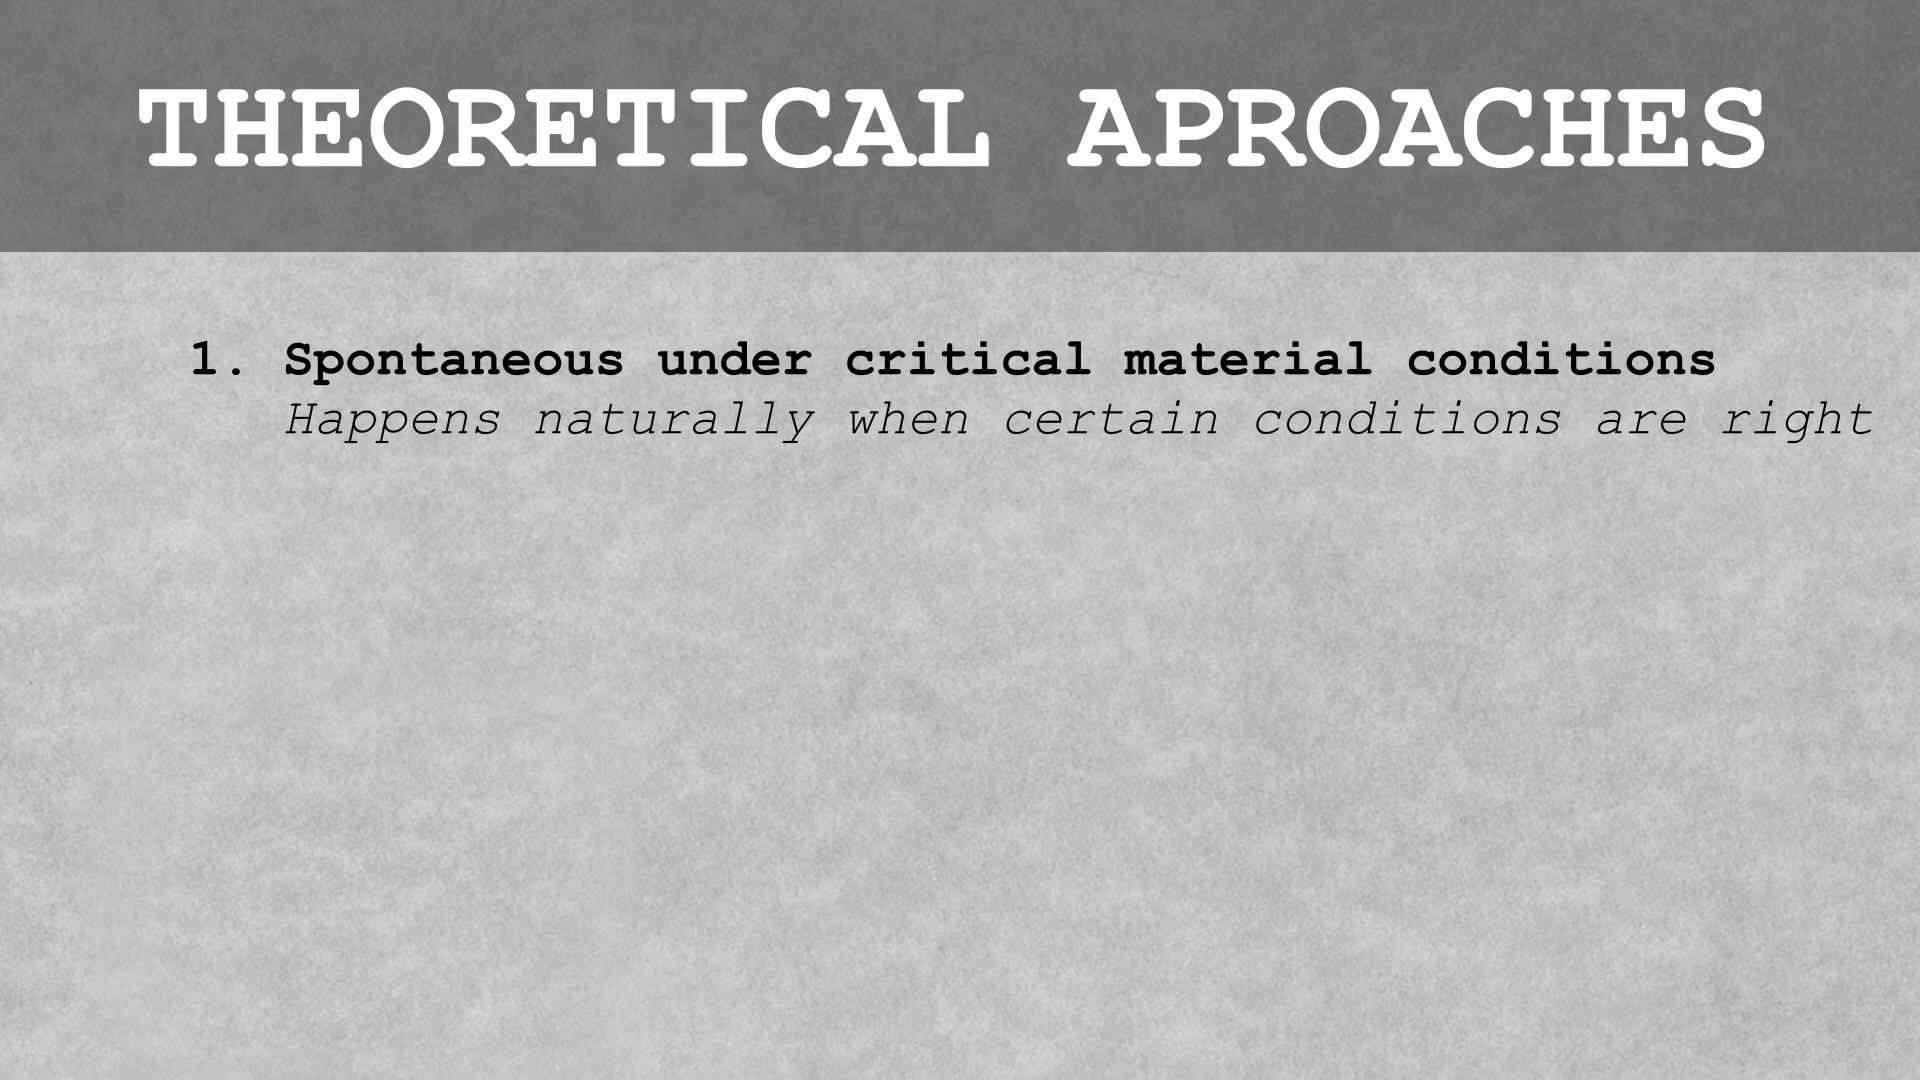 THEORETICAL APROACHES
1. Spontaneous under critical material conditions
Happens naturally when certain conditions are right